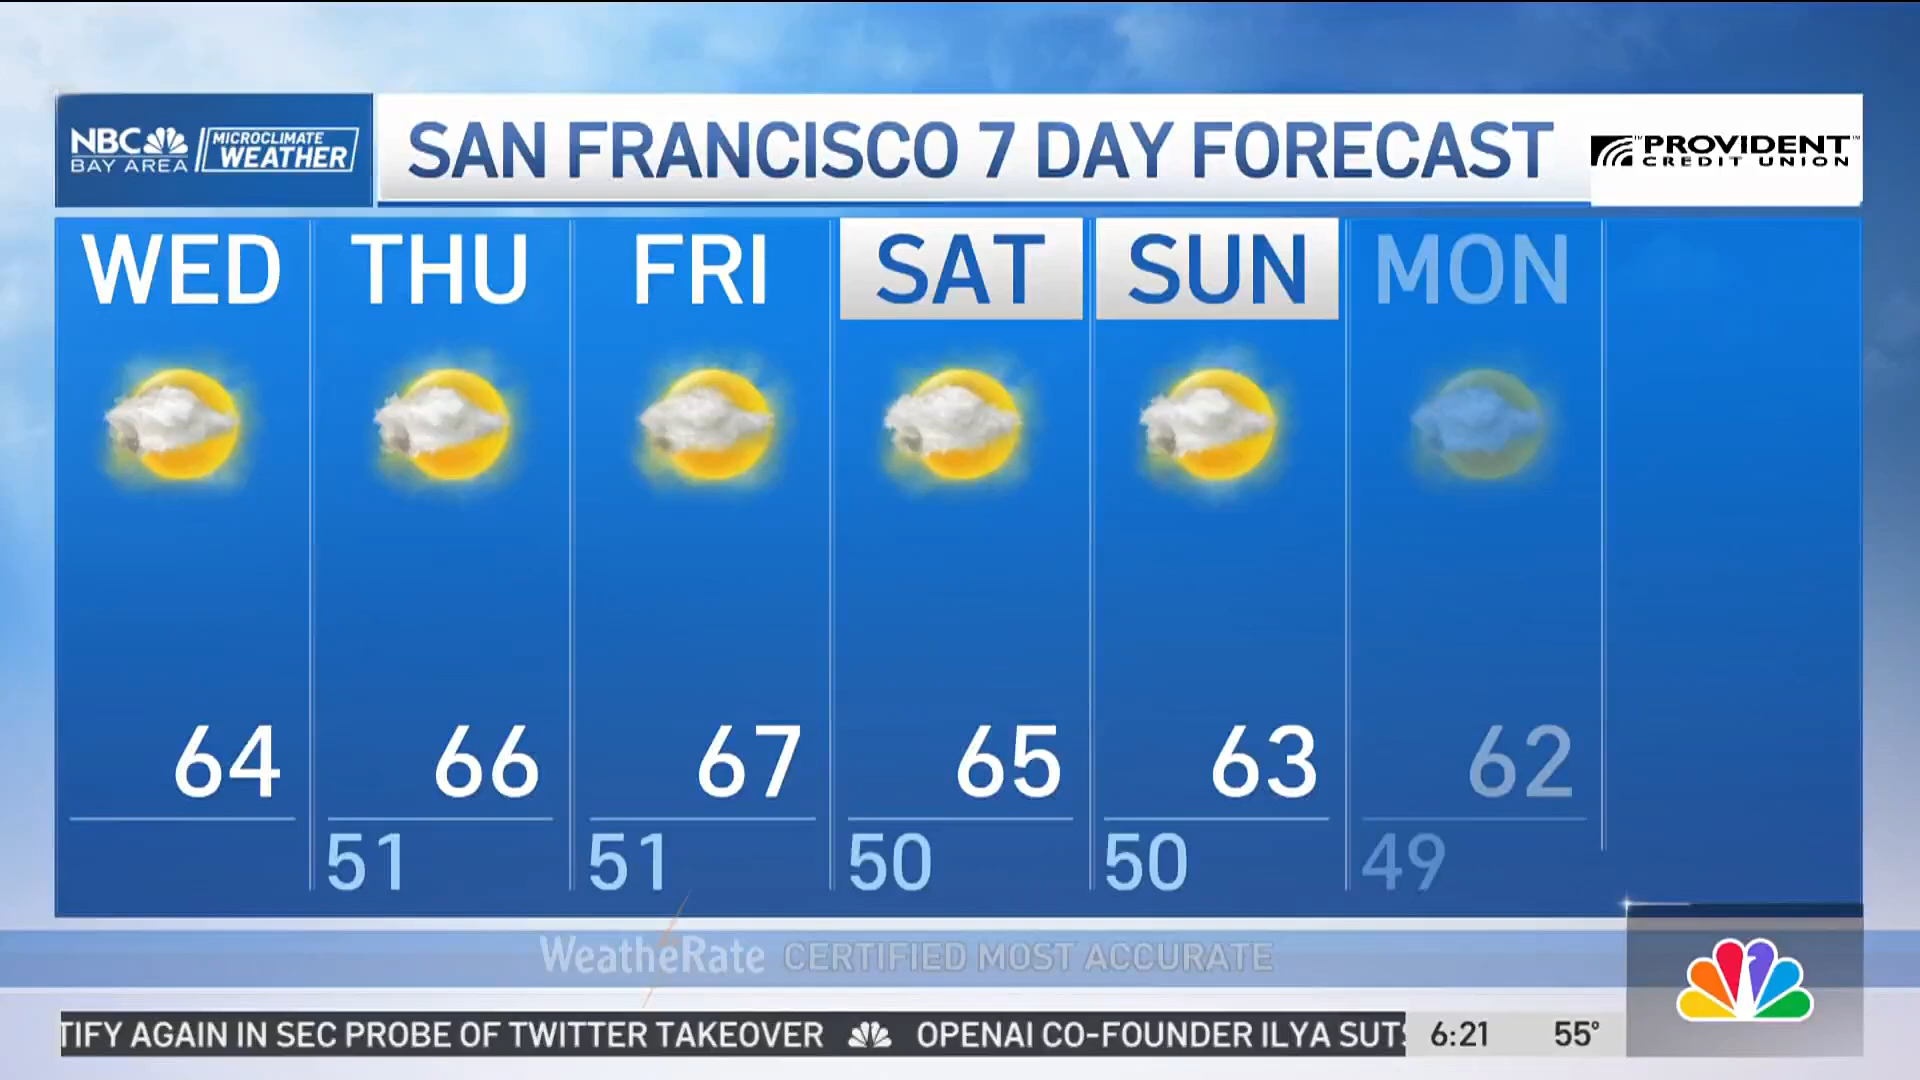 NBC BAY AREA MICROCLIMATE WEATHER
SAN FRANCISCO 7 DAY FORECAST
PROVIDENT™ CREDIT UNION
WED THU FRI SAT SUN MON
64 66 67 65 63 62
51 51 50 50 49
WeatheRate CERTIFIED MOST ACCURATE
TIFY AGAIN IN SEC PROBE OF TWITTER TAKEOVER OPENAI CO-FOUNDER ILYA SUTS 6:21 55°